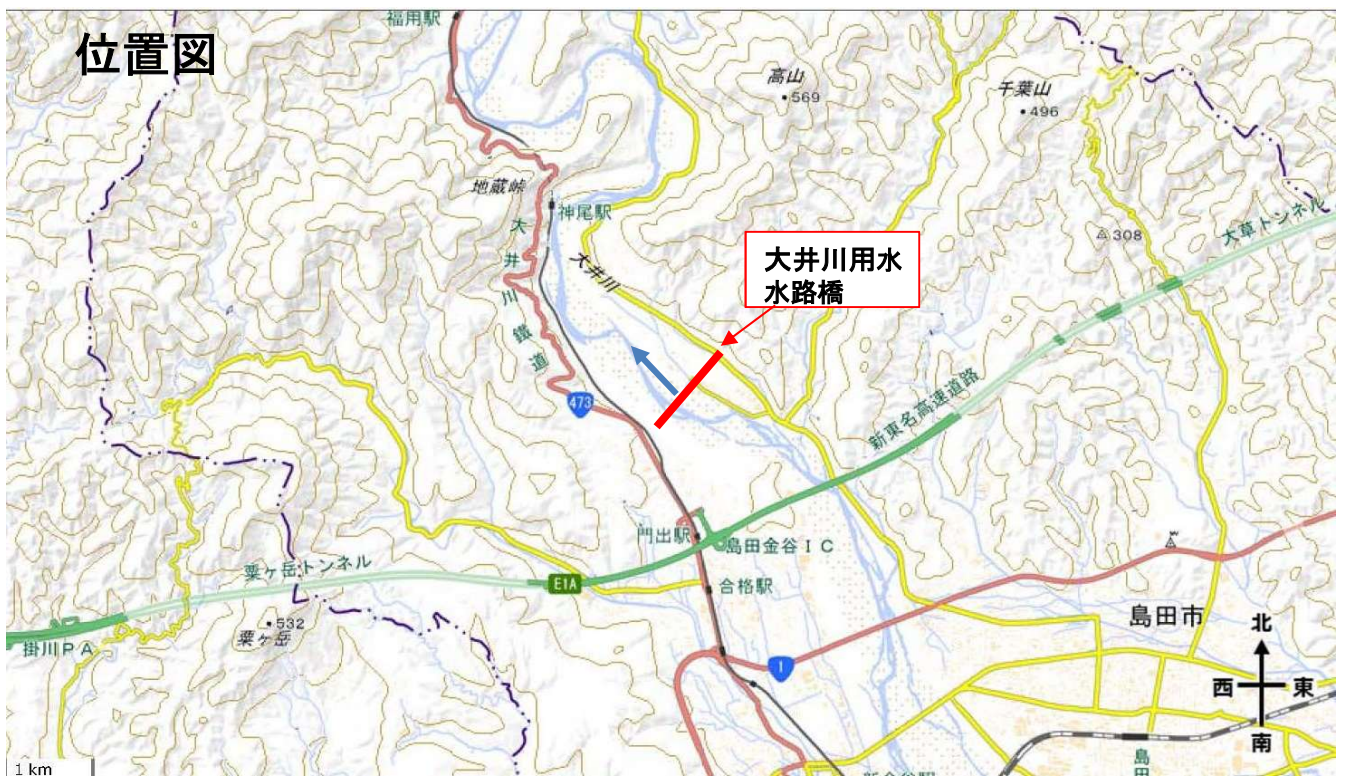 福用駅
位置図
高山
569
千葉山
496
地蔵峠
神尾駅
大井川鐵道
大井川
大井川用水
水路橋
308
大草トンネル
新東名高速道路
473
門出駅
島田金谷IC
粟ヶ岳トンネル
E1A
合格駅
532
粟ヶ岳
掛川PA
島田市
1
北
西
東
南
島田
1 km